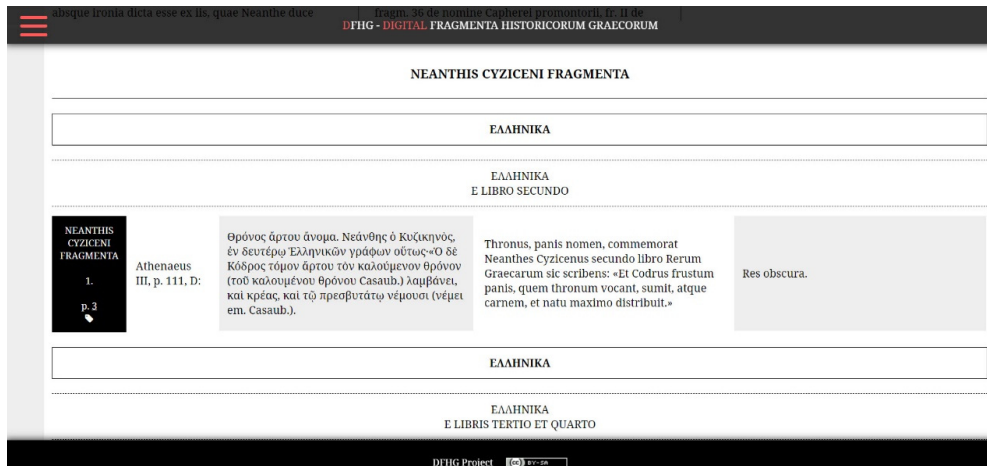 absque ironia dicta esse ex iis, quae Neanthe duce
fragm. 36 de nomine Capherei promontorii, fr. II de
DFHG - DIGITAL FRAGMENTA HISTORICORUM GRAECORUM
NEANTHIS CYZICENI FRAGMENTA
ΕΛΛΗΝΙΚΑ
ΕΛΛΗΝΙΚΑ
E LIBRO SECUNDO
NEANTHIS
CYZICENI
FRAGMENTA
1.
p. 3
Athenaeus
III, p. 111, D:
Θρόνος ἄρτου ἄνομα. Νεάνθης ὁ Κυζικηνὸς,
ἐν δευτέρῳ Ἑλληνικῶν γράφων οὕτως·«Ὁ δὲ
Κόδρος τόμον ἄρτου τὸν καλούμενον θρόνον
(τοῦ καλουμένου θρόνου Casaub.) λαμβάνει,
καὶ κρέας, καὶ τῷ πρεσβυτάτῳ νέμουσι (νέμει
em. Casaub.).
Thronus, panis nomen, commemorat
Neanthes Cyzicenus secundo libro Rerum
Graecarum sic scribens: «Et Codrus frustum
panis, quem thronum vocant, sumit, atque
carnem, et natu maximo distribuit.»
Res obscura.
ΕΛΛΗΝΙΚΑ
ΕΛΛΗΝΙΚΑ
E LIBRIS TERTIO ET QUARTO
DFHG Project
(cc) BY-SA